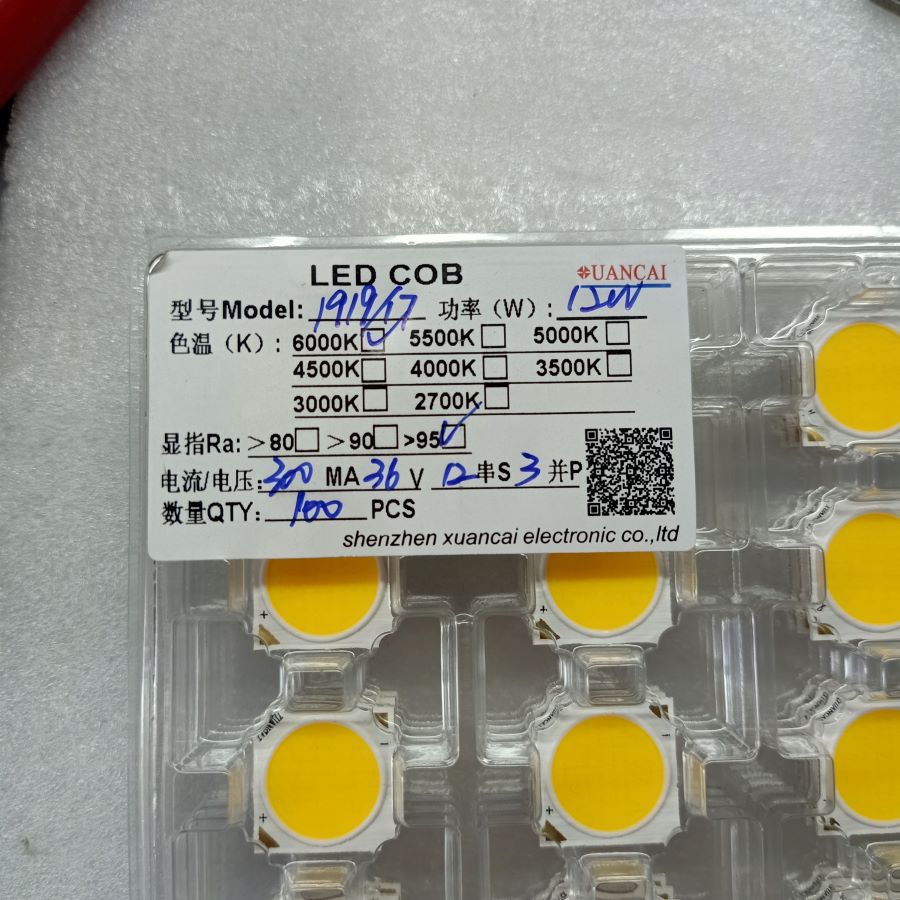 LED COB
XUANCAI
型号Model: 1919/17 功率（W）: 12W
色温（K）: 6000K 5500K 5000K
4500K 4000K 3500K
3000K 2700K
显指Ra: >80 >90 >95
电流/电压: 300 MA 36 V 12 串S 3 并P
数量QTY: 100 PCS
shenzhen xuancai electronic co.,ltd
+
+
+
+